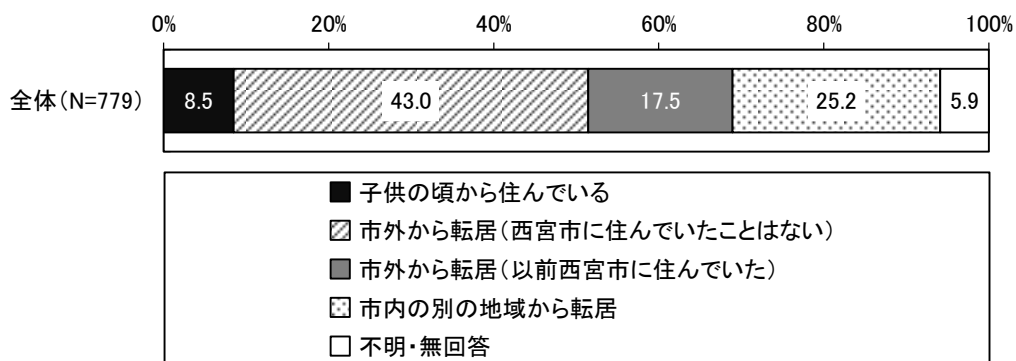 0% 20% 40% 60% 80% 100%
全体(N=779) 8.5 43.0 17.5 25.2 5.9
子供の頃から住んでいる
市外から転居(西宮市に住んでいたことはない)
市外から転居(以前西宮市に住んでいた)
市内の別の地域から転居
不明・無回答